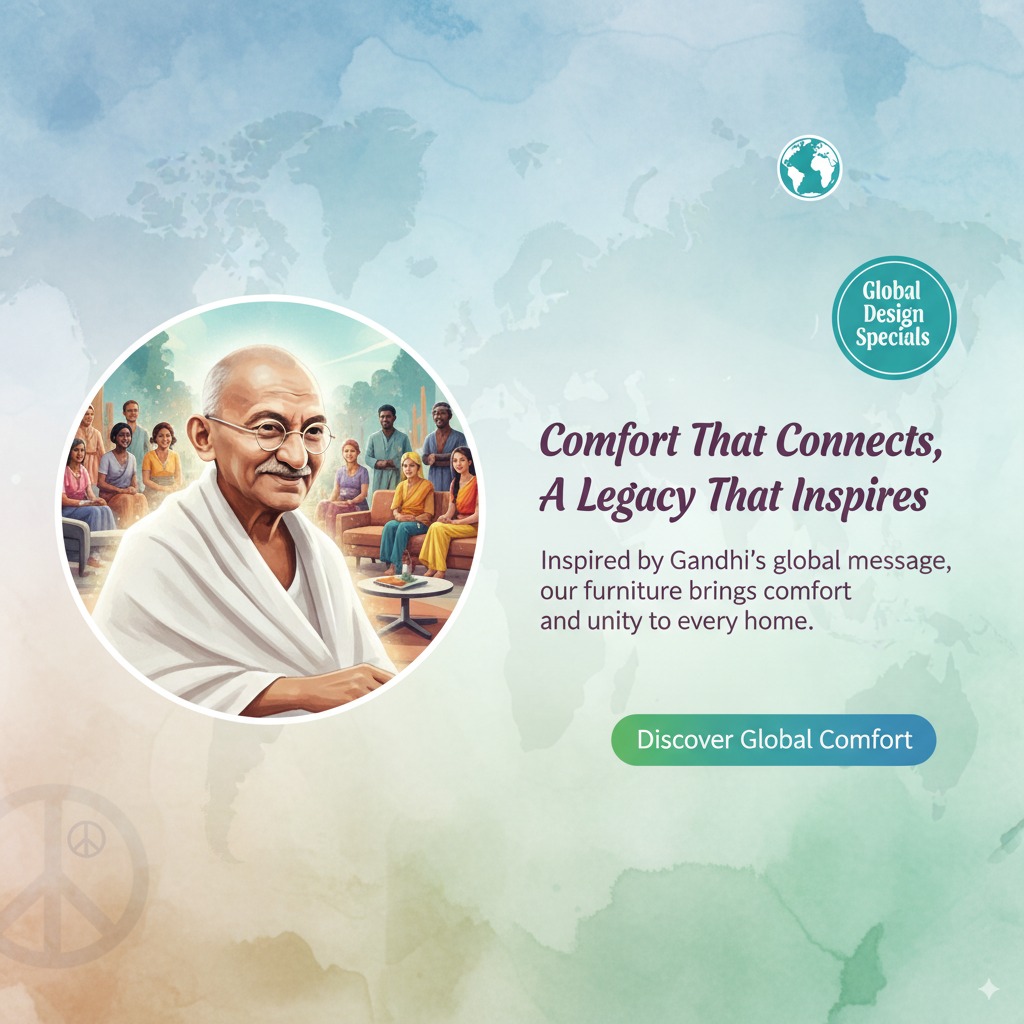 Global
Design
Specials
Comfort That Connects,
A Legacy That Inspires
Inspired by Gandhi's global message,
our furniture brings comfort
and unity to every home.
Discover Global Comfort